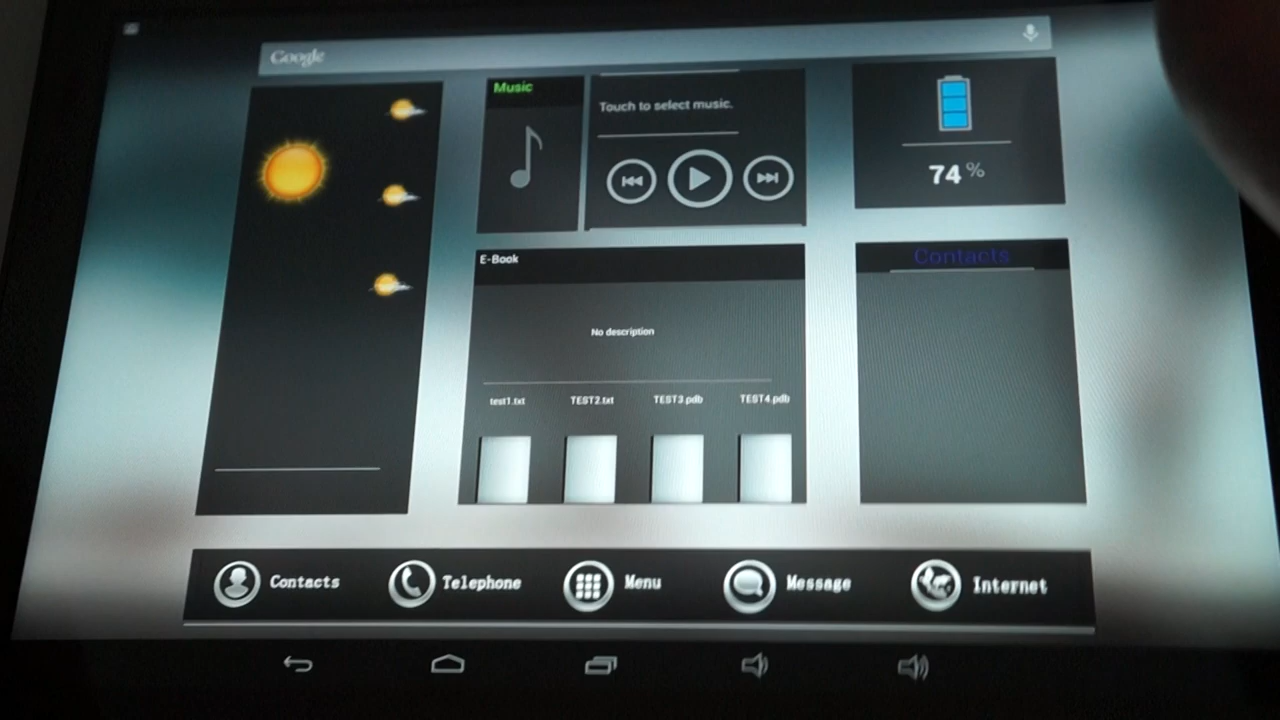 Google
Music
Touch to select music.
74 %
E-Book
No description
test1.txt TEST2.txt TEST3.pdb TEST4.pdb
Contacts
Contacts Telephone Menu Message Internet